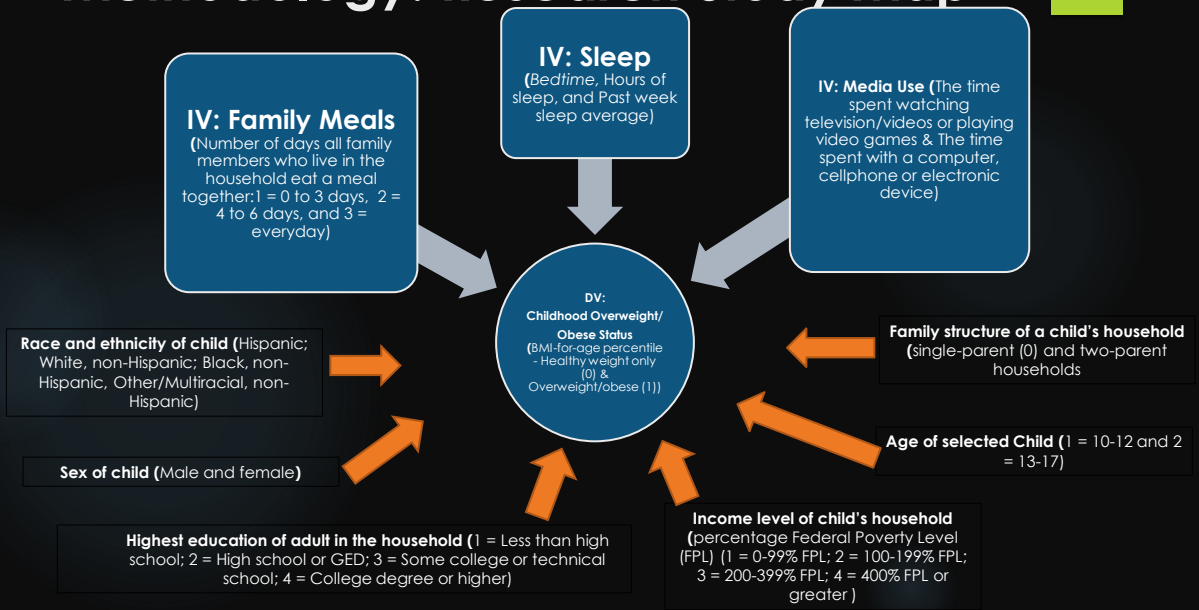 Methodology: Research Study Map
IV: Family Meals
(Number of days all family
members who live in the
household eat a meal
together:1 = 0 to 3 days,  2 =
4 to 6 days, and 3 =
everyday)
IV: Sleep
(Bedtime, Hours of
sleep, and Past week
sleep average)
IV: Media Use (The time
spent watching
television/videos or playing
video games & The time
spent with a computer,
cellphone or electronic
device)
DV:
Childhood Overweight/
Obese Status
(BMI-for-age percentile
- Healthy weight only
(0) &
Overweight/obese (1))
Race and ethnicity of child (Hispanic;
White, non-Hispanic; Black, non-
Hispanic, Other/Multiracial, non-
Hispanic)
Family structure of a child's household
(single-parent (0) and two-parent
households
Sex of child (Male and female)
Age of selected Child (1 = 10-12 and 2
= 13-17)
Highest education of adult in the household (1 = Less than high
school; 2 = High school or GED; 3 = Some college or technical
school; 4 = College degree or higher)
Income level of child's household
(percentage Federal Poverty Level
(FPL) (1 = 0-99% FPL; 2 = 100-199% FPL;
3 = 200-399% FPL; 4 = 400% FPL or
greater )